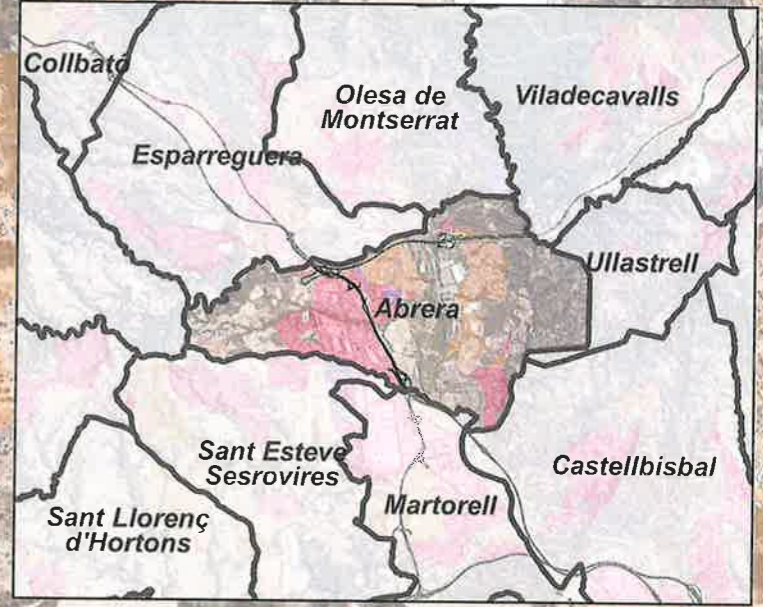 Collbató
Olesa de
Montserrat
Viladecavalls
Esparreguera
Ullastrell
Abrera
Sant Esteve
Sesrovires
Castellbisbal
Martorell
Sant Llorenç
d'Hortons